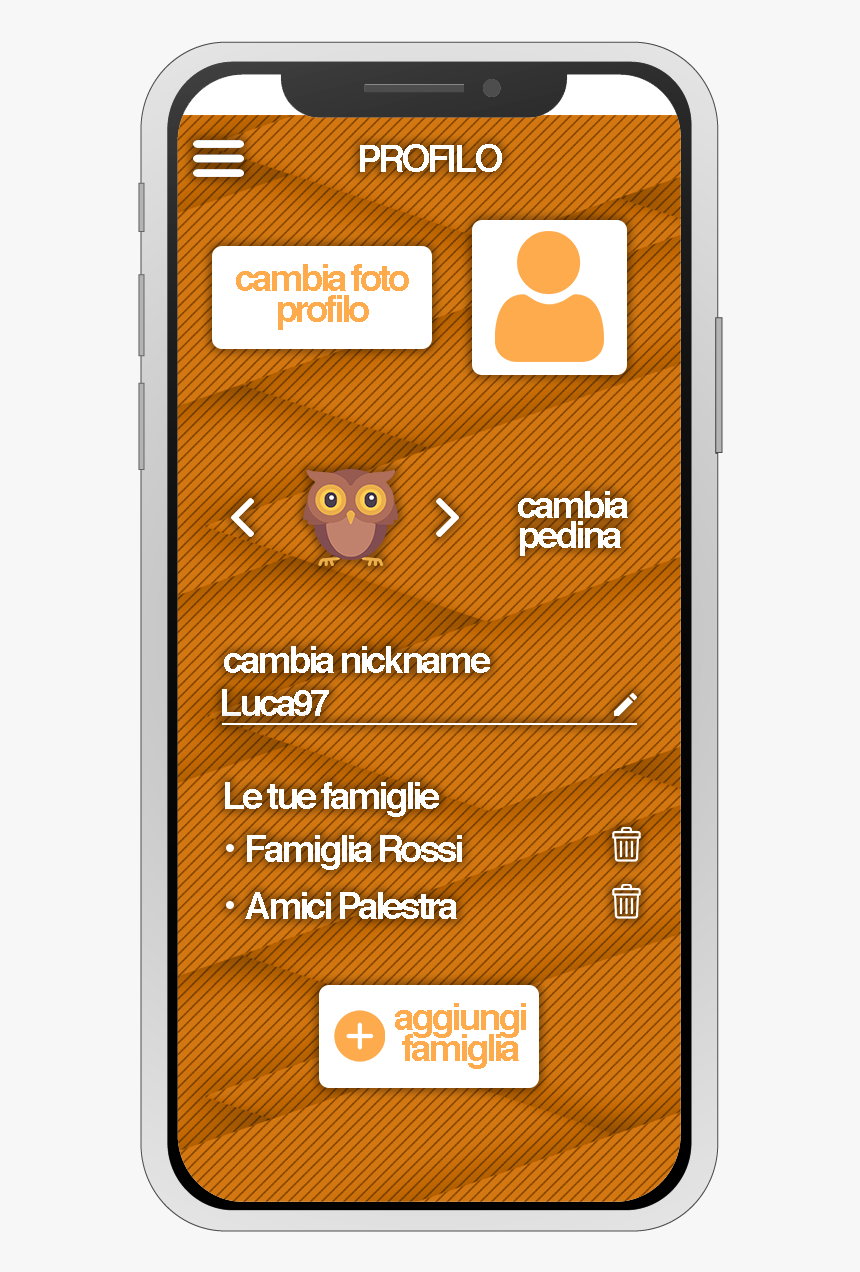 PROFILO
cambia foto
profilo
cambia
pedina
cambia nickname
Luca97
Le tue famiglie
• Famiglia Rossi
• Amici Palestra
aggiungi
famiglia